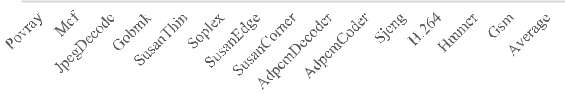 Povray
Mcf
JpegDecode
Gobmk
SusanThin
Soplex
SusanEdge
SusanCorner
AdpcmDecoder
AdpcmCoder
Sjeng
H.264
Hmmer
Gsm
Average